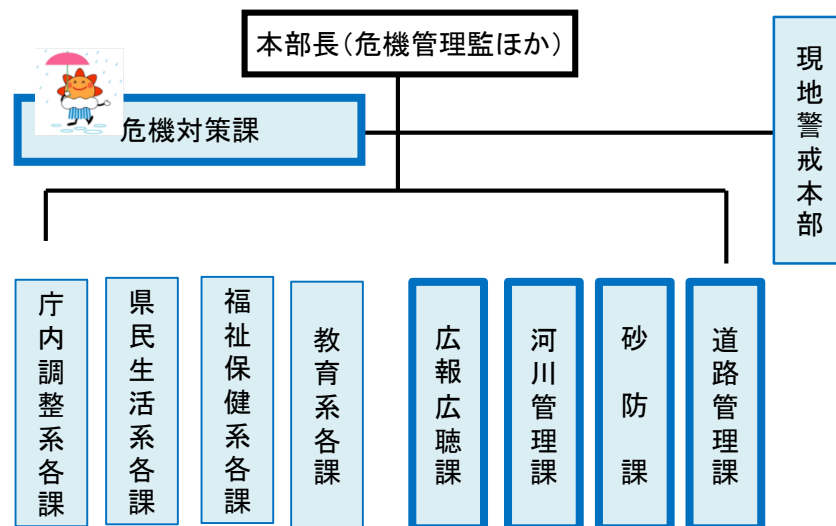 本部長(危機管理監ほか)
危機対策課
現地警戒本部
庁内調整系各課
県民生活系各課
福祉保健系各課
教育系各課
広報広聴課
河川管理課
砂防課
道路管理課